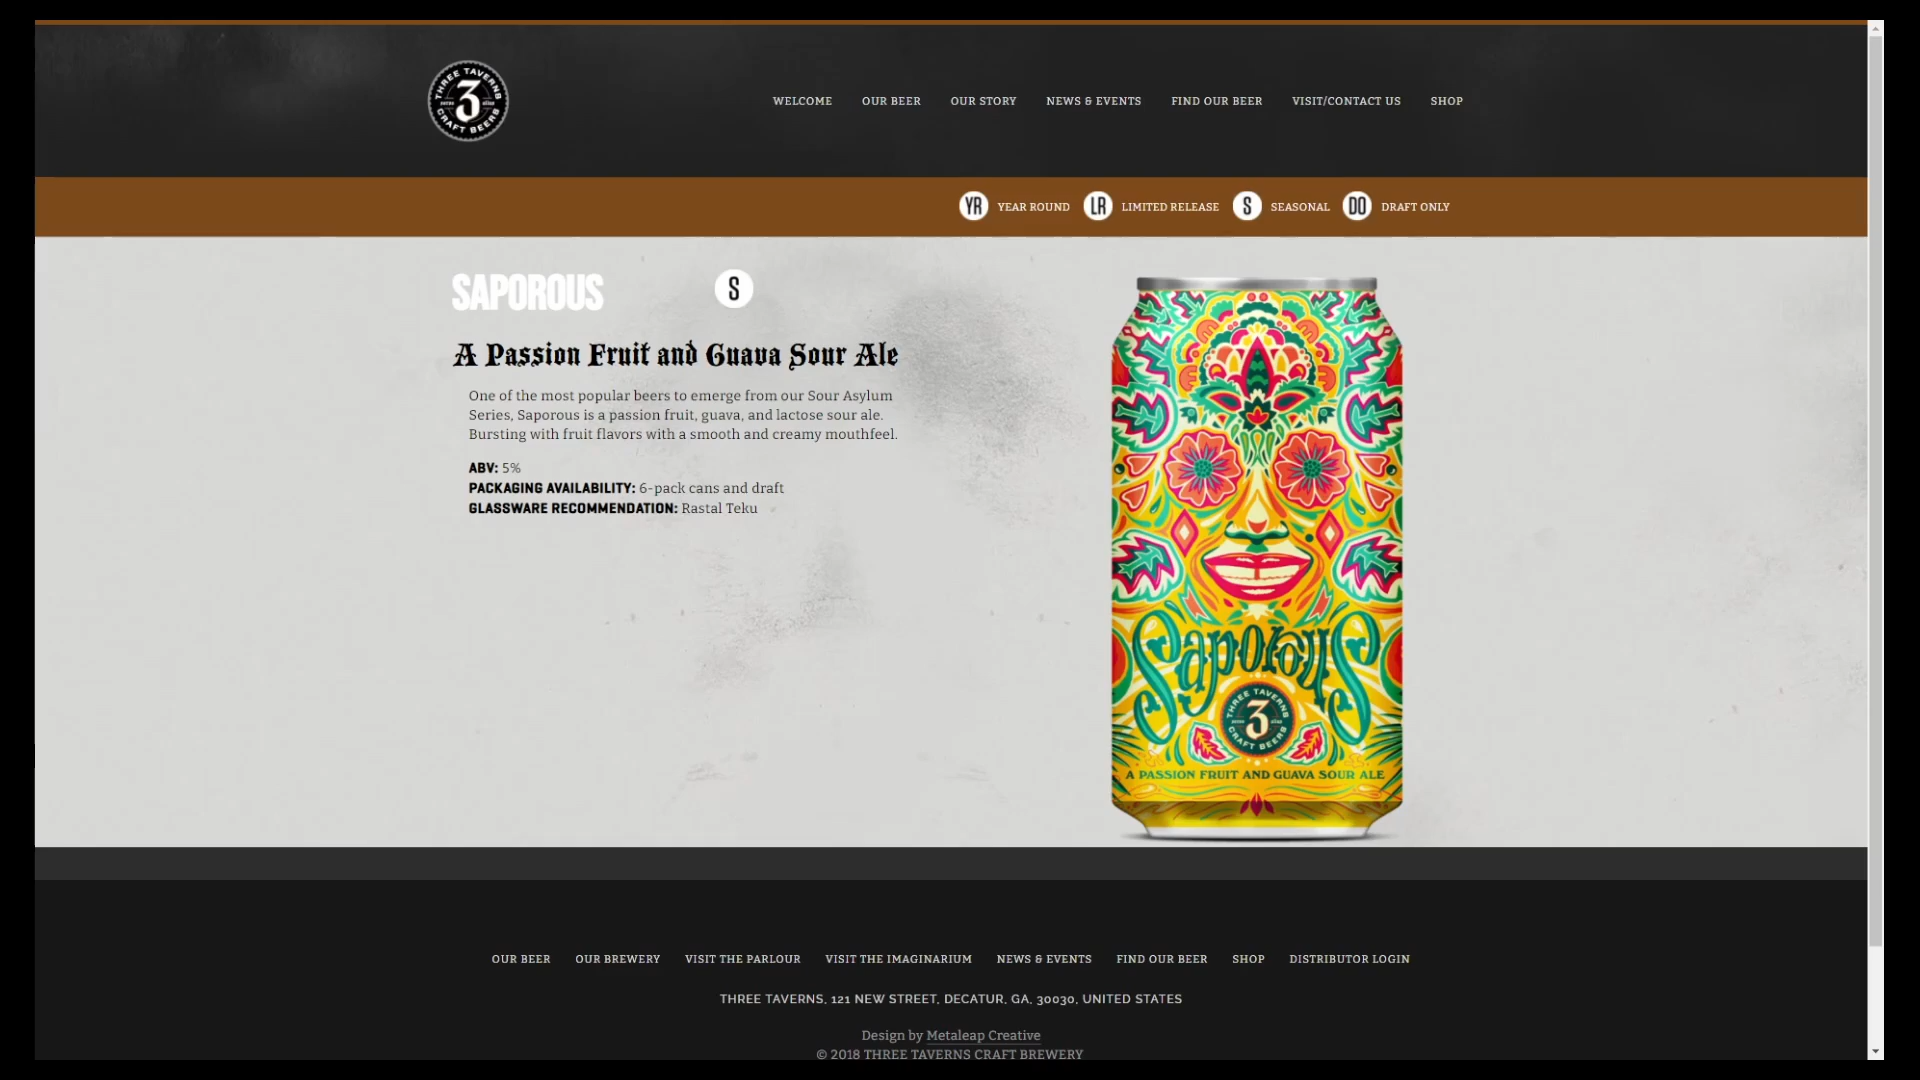 THREE TAVERNS
3
CRAFT BEERS
WELCOME OUR BEER OUR STORY NEWS & EVENTS FIND OUR BEER VISIT/CONTACT US SHOP
YR YEAR ROUND LR LIMITED RELEASE S SEASONAL DO DRAFT ONLY
SAPOROUS S
A Passion Fruit and Guava Sour Ale
One of the most popular beers to emerge from our Sour Asylum
Series, Saporous is a passion fruit, guava, and lactose sour ale.
Bursting with fruit flavors with a smooth and creamy mouthfeel.
ABV: 5%
PACKAGING AVAILABILITY: 6-pack cans and draft
GLASSWARE RECOMMENDATION: Rastal Teku
Saporous
THREE TAVERNS
3
CRAFT BEERS
A PASSION FRUIT AND GUAVA SOUR ALE
OUR BEER OUR BREWERY VISIT THE PARLOUR VISIT THE IMAGINARIUM NEWS & EVENTS FIND OUR BEER SHOP DISTRIBUTOR LOGIN
THREE TAVERNS, 121 NEW STREET, DECATUR, GA, 30030, UNITED STATES
Design by Metaleap Creative
© 2018 THREE TAVERNS CRAFT BREWERY